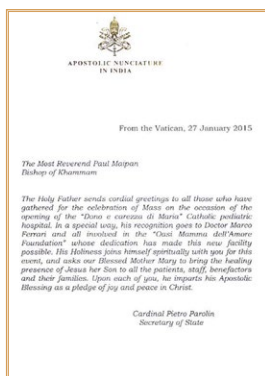 APOSTOLIC NUNCIATURE
IN INDIA
From the Vatican, 27 January 2015
The Most Reverend Paul Maipan
Bishop of Khammam
The Holy Father sends cordial greetings to all those who have
gathered for the celebration of Mass on the occasion of the
opening of the "Dono e carezza di Maria" Catholic pediatric
hospital. In a special way, his recognition goes to Doctor Marco
Ferrari and all involved in the "Oasi Mamma dell'Amore
Foundation" whose dedication has made this new facility
possible. His Holiness joins himself spiritually with you for this
event, and asks our Blessed Mother Mary to bring the healing
presence of Jesus her Son to all the patients, staff, benefactors
and their families. Upon each of you, he imparts his Apostolic
Blessing as a pledge of joy and peace in Christ.
Cardinal Pietro Parolin
Secretary of State